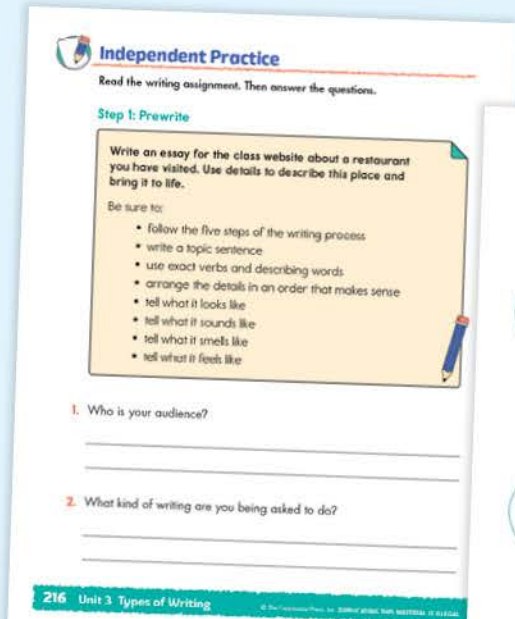 Independent Practice
Read the writing assignment. Then answer the questions.
Step 1: Prewrite
Write an essay for the class website about a restaurant
you have visited. Use details to describe this place and
bring it to life.
Be sure to:
• follow the five steps of the writing process
• write a topic sentence
• use exact verbs and describing words
• arrange the details in an order that makes sense
• tell what it looks like
• tell what it sounds like
• tell what it smells like
• tell what it feels like
1. Who is your audience?
2. What kind of writing are you being asked to do?
216 Unit 3 Types of Writing